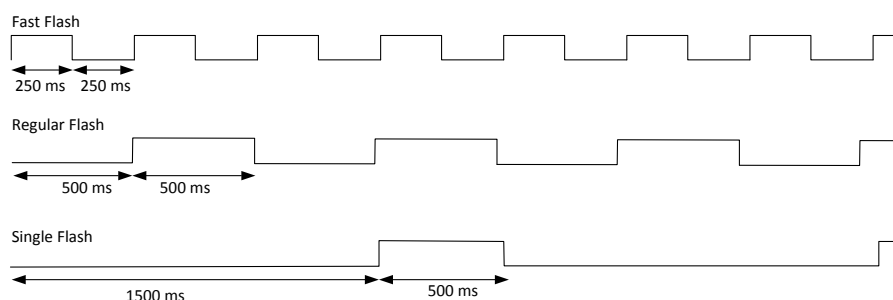 Fast Flash
250 ms 250 ms
Regular Flash
500 ms 500 ms
Single Flash
1500 ms 500 ms